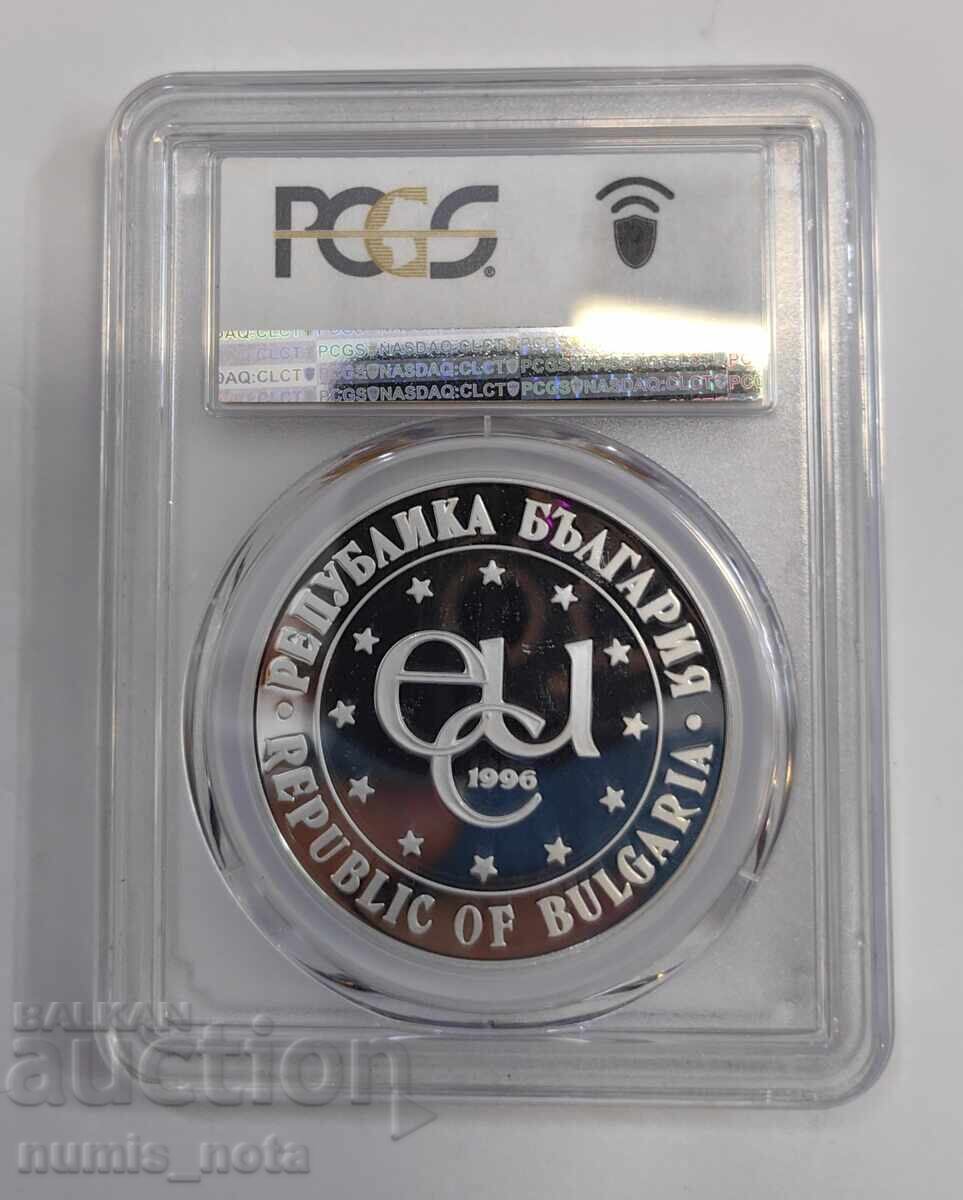 PCGS®
DAQ:CLCT PCGS NASDAQ:CLCT PCGS NASDAQ:CLCT PCGS
РЕПУБЛИКА БЪЛГАРИЯ
ecu
1996
REPUBLIC OF BULGARIA
BALKAN
auction
numis_nota